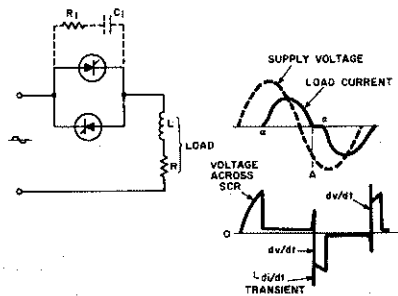 R1
C1
L
R
LOAD
SUPPLY VOLTAGE
LOAD CURRENT
α
α
A
VOLTAGE
ACROSS
SCR
dv/dt
O
dv/dt
L di/dt
TRANSIENT